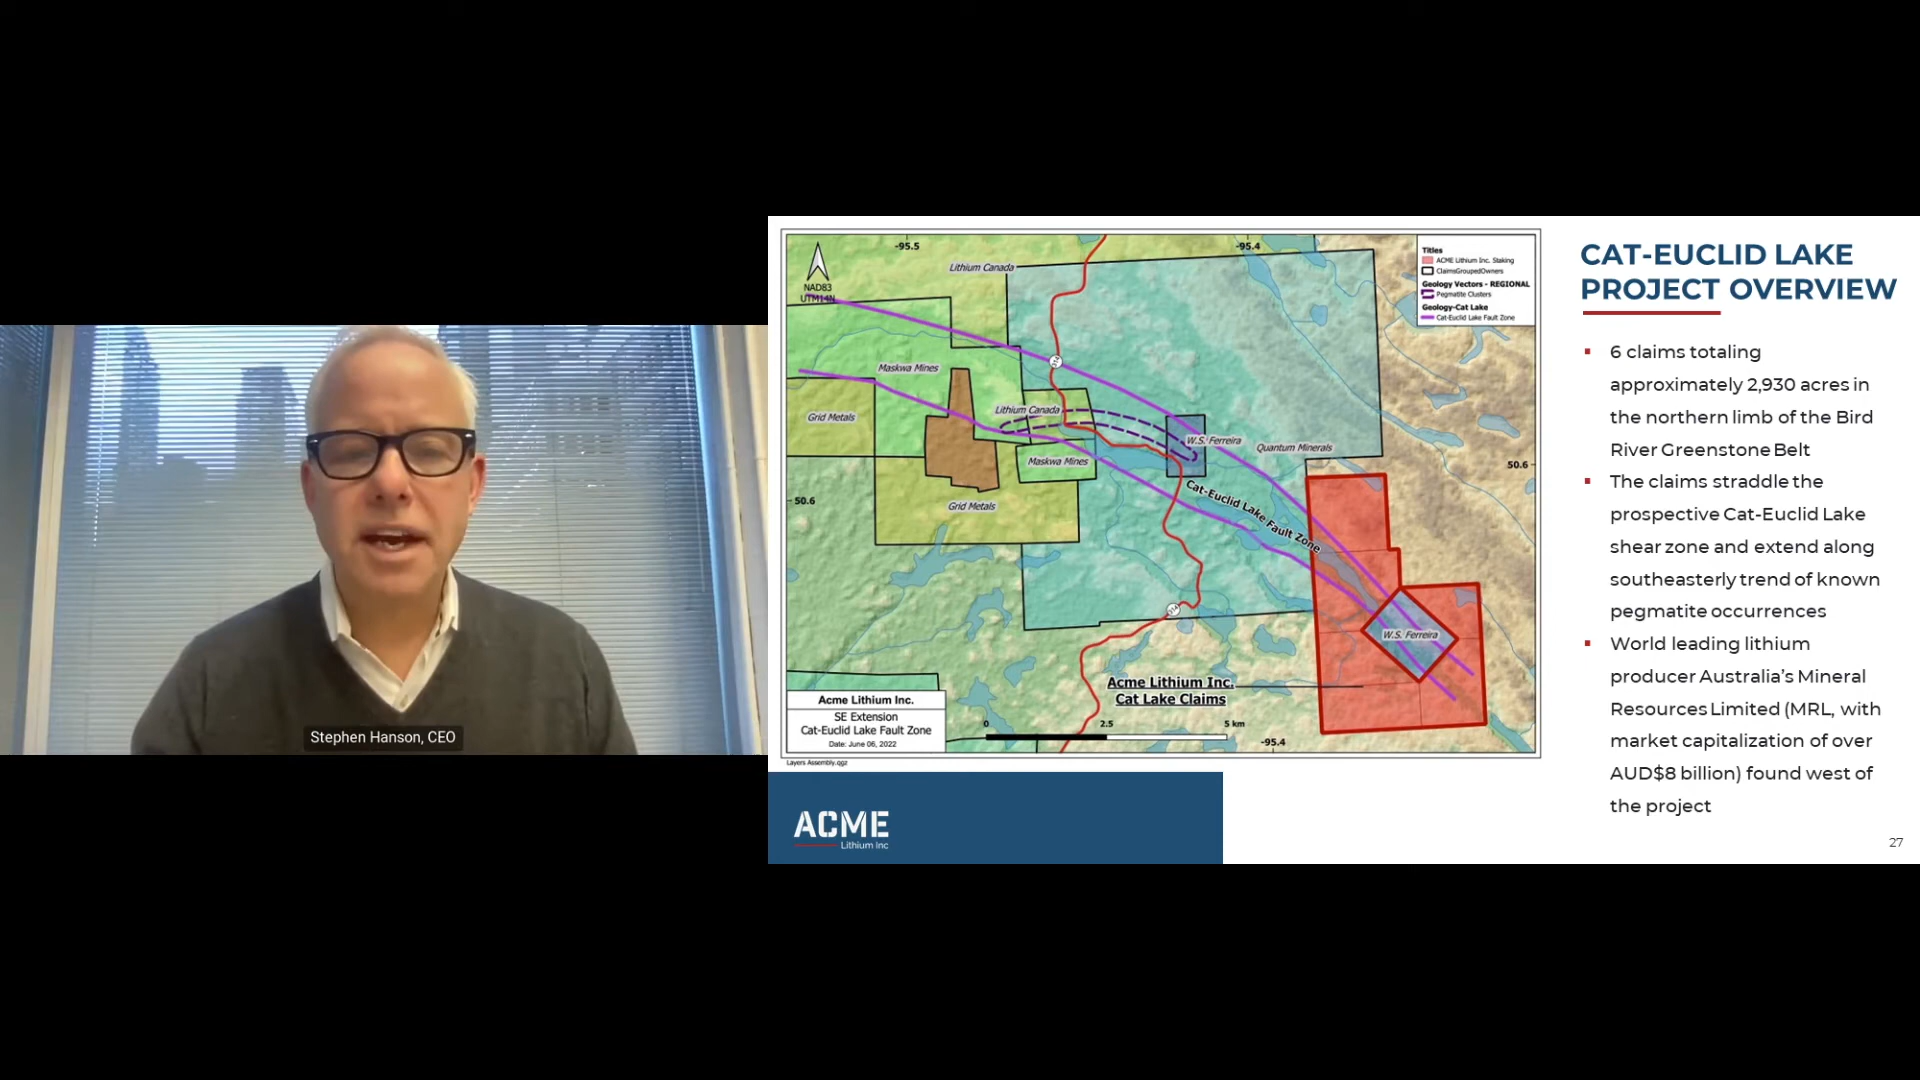 Stephen Hanson, CEO
-95.5
-95.4
NAD83
UTM14N
Lithium Canada
Titles
ACME Lithium Inc. Staking
ClaimsGroupedOwners
Geology Vectors - REGIONAL
Pegmatite Clusters
Geology-Cat Lake
Cat-Euclid Lake Fault Zone
Maskwa Mines
Grid Metals
Lithium Canada
W.S. Ferreira
Quantum Minerals
Maskwa Mines
50.6
50.6
Grid Metals
Cat-Euclid Lake Fault Zone
314
314
W.S. Ferreira
Acme Lithium Inc.
Cat Lake Claims
0
2.5
5 km
-95.4
Acme Lithium Inc.
SE Extension
Cat-Euclid Lake Fault Zone
Date: June 06, 2022
Layers Assembly.qgz
ACME
Lithium Inc
CAT-EUCLID LAKE
PROJECT OVERVIEW
▪ 6 claims totaling
approximately 2,930 acres in
the northern limb of the Bird
River Greenstone Belt
▪ The claims straddle the
prospective Cat-Euclid Lake
shear zone and extend along
southeasterly trend of known
pegmatite occurrences
▪ World leading lithium
producer Australia’s Mineral
Resources Limited (MRL, with
market capitalization of over
AUD$8 billion) found west of
the project
27